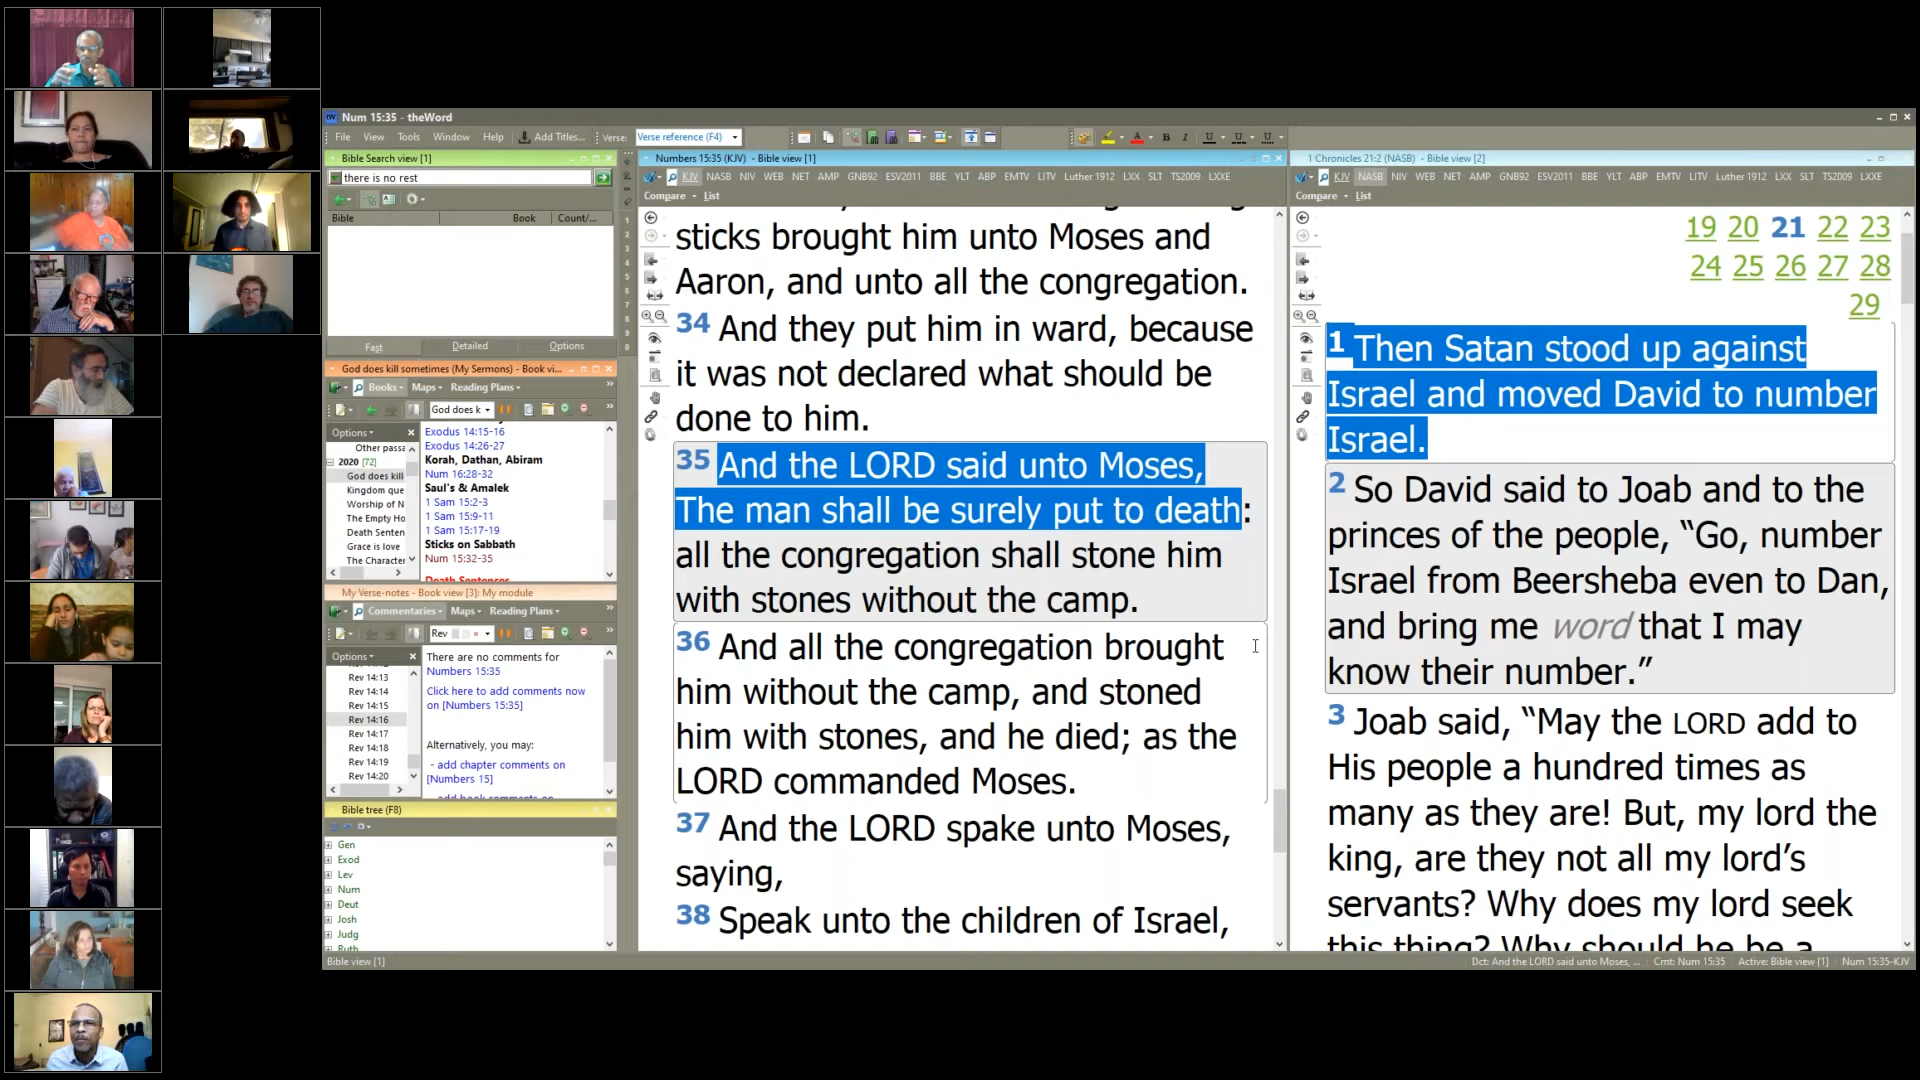 Num 15:35 - theWord
File View Tools Window Help Add Titles... Verse: Verse reference (F4)
Bible Search view [1]
there is no rest
Bible Book Count/...
Fast Detailed Options
God does kill sometimes (My Sermons) - Book vi...
Books Maps Reading Plans
God does k
Options
Other passa
2020 [72]
God does kill
Kingdom que
Worship of N
The Empty Ho
Death Senten
Grace is love
The Character
Exodus 14:15-16
Exodus 14:26-27
Korah, Dathan, Abiram
Num 16:28-32
Saul's & Amalek
1 Sam 15:2-3
1 Sam 15:9-11
1 Sam 15:17-19
Sticks on Sabbath
Num 15:32-35
Death Sentences
My Verse-notes - Book view [3]: My module
Commentaries Maps Reading Plans
Rev
Options
Rev 14:13
Rev 14:14
Rev 14:15
Rev 14:16
Rev 14:17
Rev 14:18
Rev 14:19
Rev 14:20
There are no comments for
Numbers 15:35
Click here to add comments now
on [Numbers 15:35]
Alternatively, you may:
- add chapter comments on
[Numbers 15]
Bible tree (F8)
Gen
Exod
Lev
Num
Deut
Josh
Judg
Ruth
Bible view [1]
Numbers 15:35 (KJV) - Bible view [1]
KJV NASB NIV WEB NET AMP GNB92 ESV2011 BBE YLT ABP EMTV LITV Luther 1912 LXX SLT TS2009 LXXE
Compare List
sticks brought him unto Moses and
Aaron, and unto all the congregation.
34 And they put him in ward, because
it was not declared what should be
done to him.
35 And the LORD said unto Moses,
The man shall be surely put to death:
all the congregation shall stone him
with stones without the camp.
36 And all the congregation brought
him without the camp, and stoned
him with stones, and he died; as the
LORD commanded Moses.
37 And the LORD spake unto Moses,
saying,
38 Speak unto the children of Israel,
1 Chronicles 21:2 (NASB) - Bible view [2]
KJV NASB NIV WEB NET AMP GNB92 ESV2011 BBE YLT ABP EMTV LITV Luther 1912 LXX SLT TS2009 LXXE
Compare List
19 20 21 22 23
24 25 26 27 28
29
1 Then Satan stood up against
Israel and moved David to number
Israel.
2 So David said to Joab and to the
princes of the people, “Go, number
Israel from Beersheba even to Dan,
and bring me word that I may
know their number.”
3 Joab said, “May the LORD add to
His people a hundred times as
many as they are! But, my lord the
king, are they not all my lord’s
servants? Why does my lord seek
this thing? Why should he be a
Dct: And the LORD said unto Moses, ... Cmt: Num 15:35 Active: Bible view [1] Num 15:35-KJV